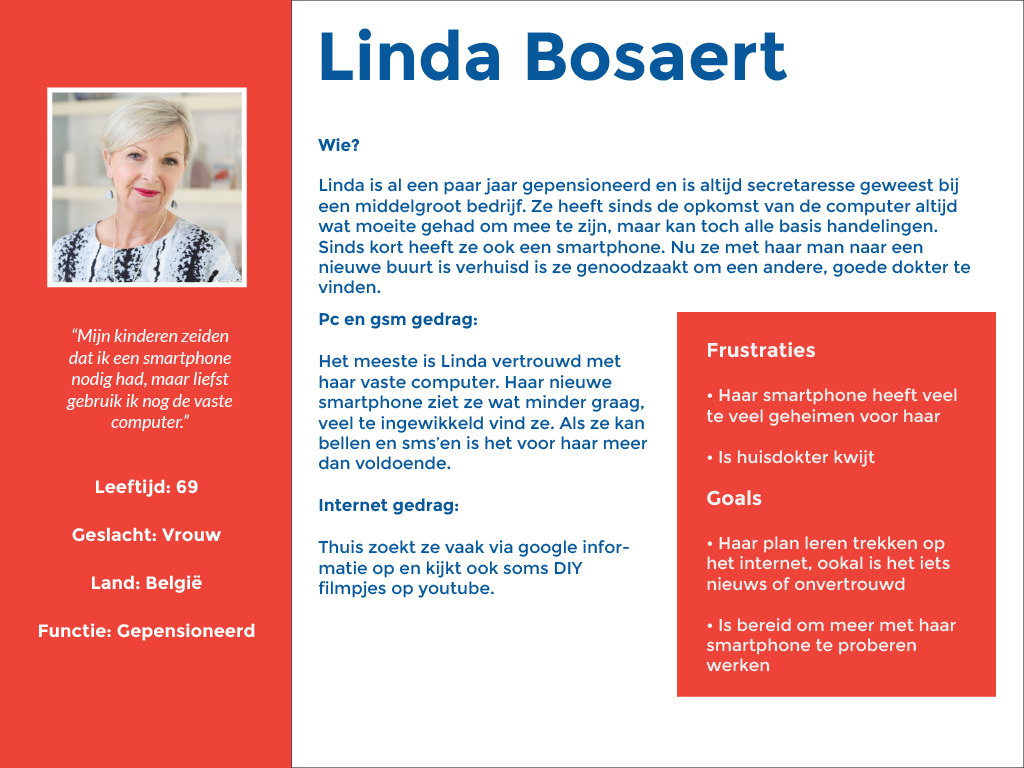 Linda Bosaert
“Mijn kinderen zeiden
dat ik een smartphone
nodig had, maar liefst
gebruik ik nog de vaste
computer.”
Leeftijd: 69
Geslacht: Vrouw
Land: België
Functie: Gepensioneerd
Wie?
Linda is al een paar jaar gepensioneerd en is altijd secretaresse geweest bij
een middelgroot bedrijf. Ze heeft sinds de opkomst van de computer altijd
wat moeite gehad om mee te zijn, maar kan toch alle basis handelingen.
Sinds kort heeft ze ook een smartphone. Nu ze met haar man naar een
nieuwe buurt is verhuisd is ze genoodzaakt om een andere, goede dokter te
vinden.
Pc en gsm gedrag:
Het meeste is Linda vertrouwd met
haar vaste computer. Haar nieuwe
smartphone ziet ze wat minder graag,
veel te ingewikkeld vind ze. Als ze kan
bellen en sms’en is het voor haar meer
dan voldoende.
Internet gedrag:
Thuis zoekt ze vaak via google infor-
matie op en kijkt ook soms DIY
filmpjes op youtube.
Frustraties
• Haar smartphone heeft veel
te veel geheimen voor haar
• Is huisdokter kwijt
Goals
• Haar plan leren trekken op
het internet, ookal is het iets
nieuws of onvertrouwd
• Is bereid om meer met haar
smartphone te proberen
werken